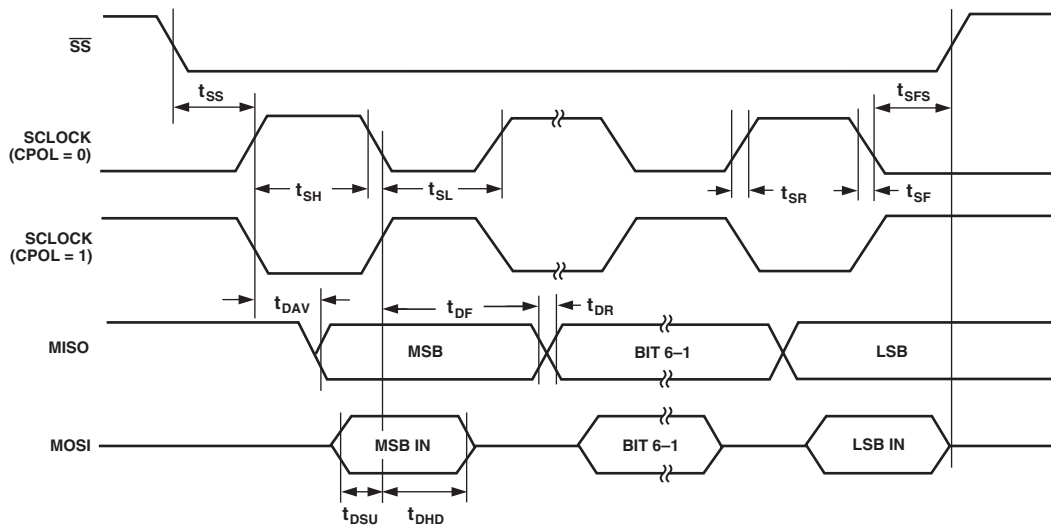 SS
tSS
tSFS
SCLOCK
(CPOL = 0)
tSH
tSL
tSR
tSF
SCLOCK
(CPOL = 1)
tDAV
tDF
tDR
MISO
MSB
BIT 6–1
LSB
MOSI
MSB IN
BIT 6–1
LSB IN
tDSU
tDHD